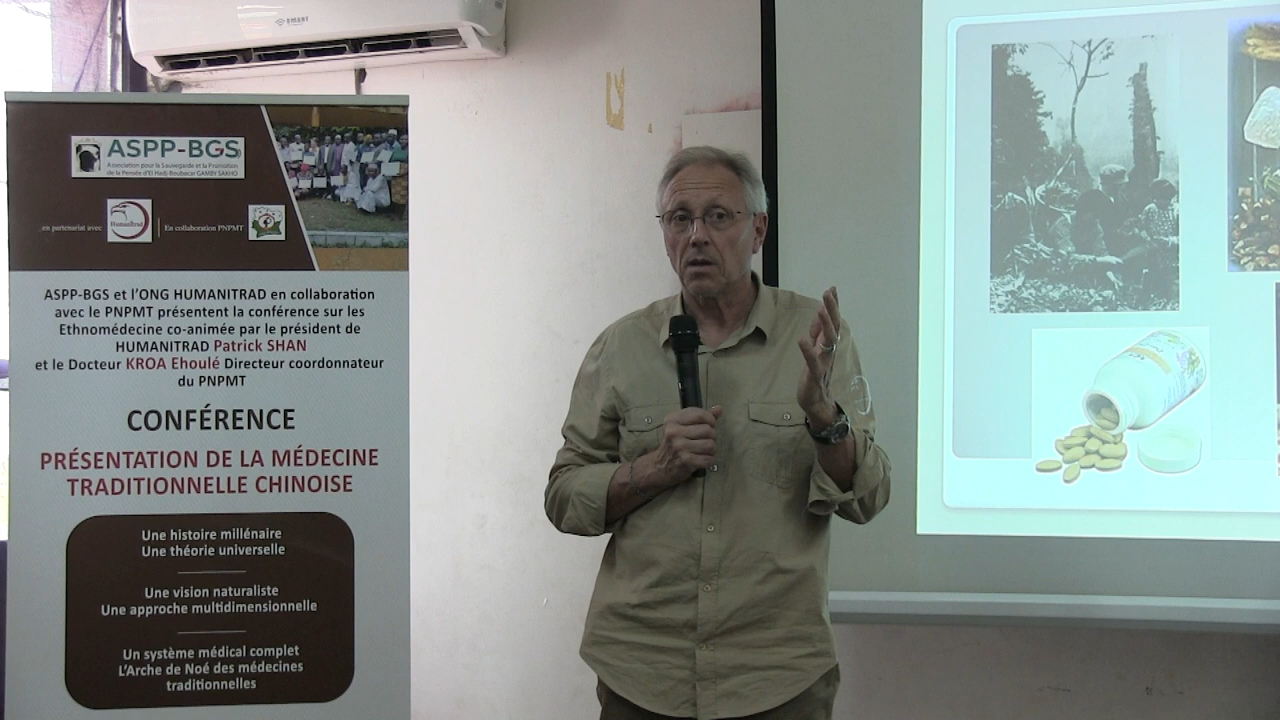 SMART
ASPP-BGS
Association pour la Sauvegarde et la Promotion
de la Pensée d'El Hadj Boubacar GAMBY SAKHO
en partenariat avec
Humanitrad
En collaboration PNPMT
ASPP-BGS et l'ONG HUMANITRAD en collaboration
avec le PNPMT présentent la conférence sur les
Ethnomédecine co-animée par le président de
HUMANITRAD Patrick SHAN
et le Docteur KROA Ehoulé Directeur coordonnateur
du PNPMT
CONFÉRENCE
PRÉSENTATION DE LA MÉDECINE
TRADITIONNELLE CHINOISE
Une histoire millénaire
Une théorie universelle
Une vision naturaliste
Une approche multidimensionnelle
Un système médical complet
L'Arche de Noé des médecines
traditionnelles